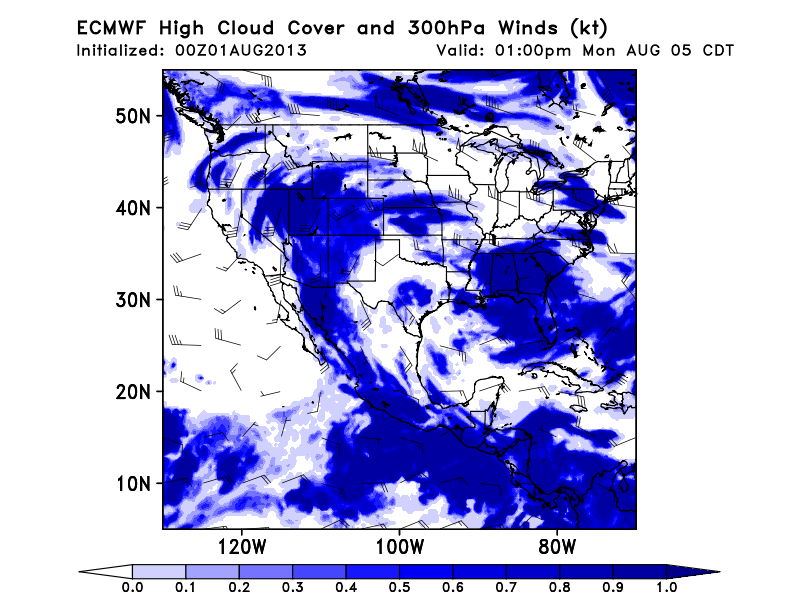 ECMWF High Cloud Cover and 300hPa Winds (kt)
Initialized: 00Z01AUG2013 Valid: 01:00pm Mon AUG 05 CDT
50N
40N
30N
20N
10N
120W 100W 80W
0.0 0.1 0.2 0.3 0.4 0.5 0.6 0.7 0.8 0.9 1.0